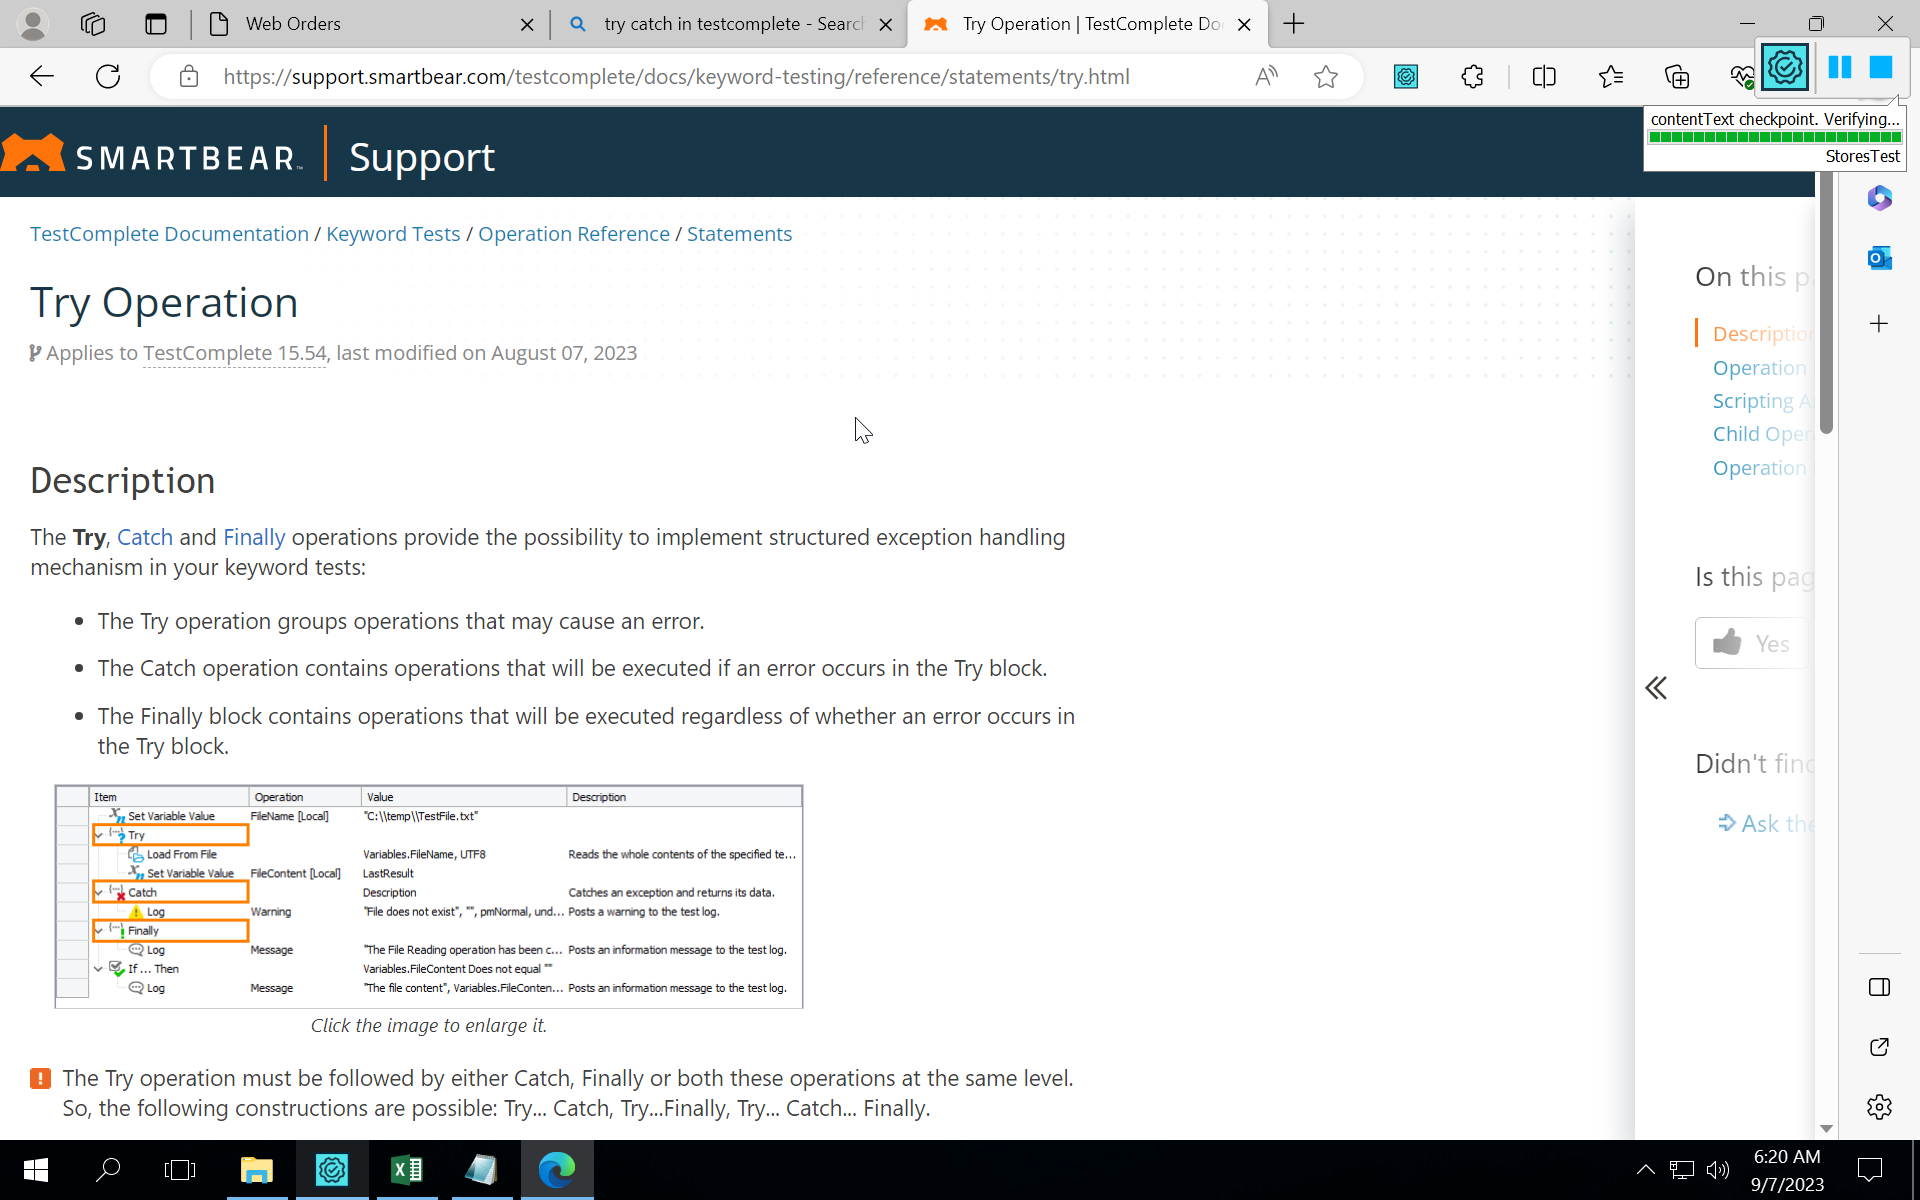 Web Orders
try catch in testcomplete - Searc
Try Operation | TestComplete Do
https://support.smartbear.com/testcomplete/docs/keyword-testing/reference/statements/try.html
contentText checkpoint. Verifying...
StoresTest
SMARTBEAR
Support
TestComplete Documentation / Keyword Tests / Operation Reference / Statements
Try Operation
Applies to TestComplete 15.54, last modified on August 07, 2023
On this p
Description
Operation
Scripting A
Child Oper
Operation
Description
The Try, Catch and Finally operations provide the possibility to implement structured exception handling
mechanism in your keyword tests:
• The Try operation groups operations that may cause an error.
• The Catch operation contains operations that will be executed if an error occurs in the Try block.
• The Finally block contains operations that will be executed regardless of whether an error occurs in
the Try block.
Is this pag
Yes
Didn't find
Ask the
Item Operation Value Description
Set Variable Value FileName [Local] "C:\\temp\\TestFile.txt"
Try
Load From File Variables.FileName, UTF8 Reads the whole contents of the specified te...
Set Variable Value FileContent [Local] LastResult
Catch Description Catches an exception and returns its data.
Log Warning "File does not exist", "", pmNormal, und... Posts a warning to the test log.
Finally
Log Message "The File Reading operation has been c... Posts an information message to the test log.
If ... Then Variables.FileContent Does not equal ""
Log Message "The file content", Variables.FileConten... Posts an information message to the test log.
Click the image to enlarge it.
The Try operation must be followed by either Catch, Finally or both these operations at the same level.
So, the following constructions are possible: Try... Catch, Try...Finally, Try... Catch... Finally.
6:20 AM
9/7/2023